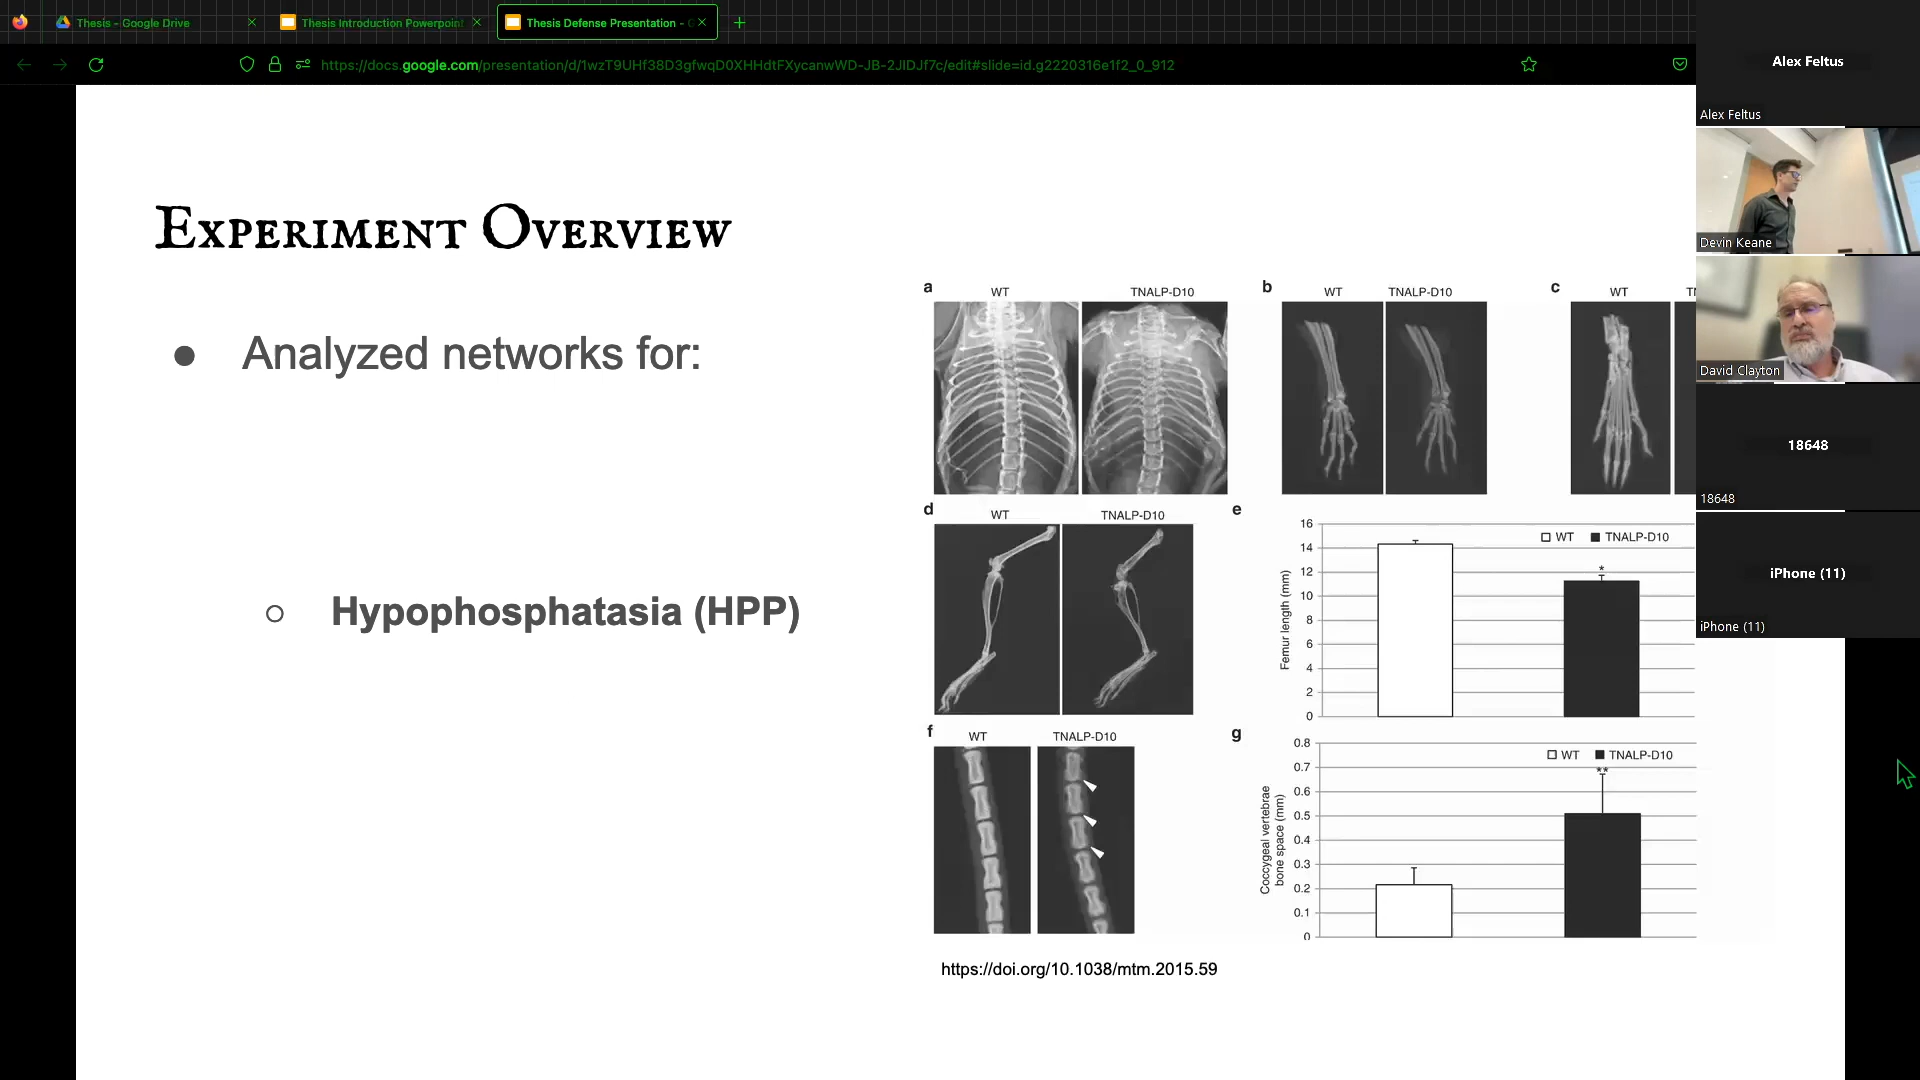 Thesis - Google Drive
Thesis Introduction Powerpoint
Thesis Defense Presentation -
https://docs.google.com/presentation/d/1wzT9UHf38D3gfwqD0XHHdtFXycanwWD-JB-2JIDJf7c/edit#slide=id.g2220316e1f2_0_912
Experiment Overview
● Analyzed networks for:
○ Hypophosphatasia (HPP)
a
WT
TNALP-D10
b
WT
TNALP-D10
c
WT
d
WT
TNALP-D10
e
WT
TNALP-D10
Femur length (mm)
16
14
12
10
8
6
4
2
0
*
f
WT
TNALP-D10
g
WT
TNALP-D10
Coccygeal vertebrae
bone space (mm)
0.8
0.7
0.6
0.5
0.4
0.3
0.2
0.1
0
**
https://doi.org/10.1038/mtm.2015.59
Alex Feltus
Alex Feltus
Devin Keane
David Clayton
18648
18648
iPhone (11)
iPhone (11)